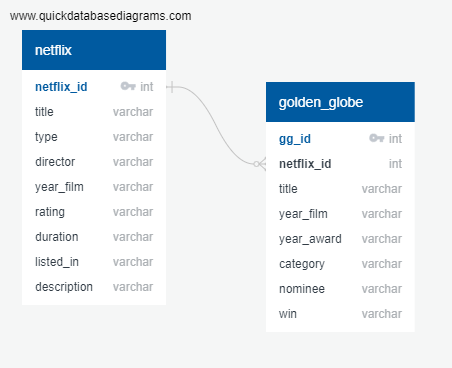 www.quickdatabasediagrams.com
netflix
netflix_id int
title varchar
type varchar
director varchar
year_film varchar
rating varchar
duration varchar
listed_in varchar
description varchar
golden_globe
gg_id int
netflix_id int
title varchar
year_film varchar
year_award varchar
category varchar
nominee varchar
win varchar